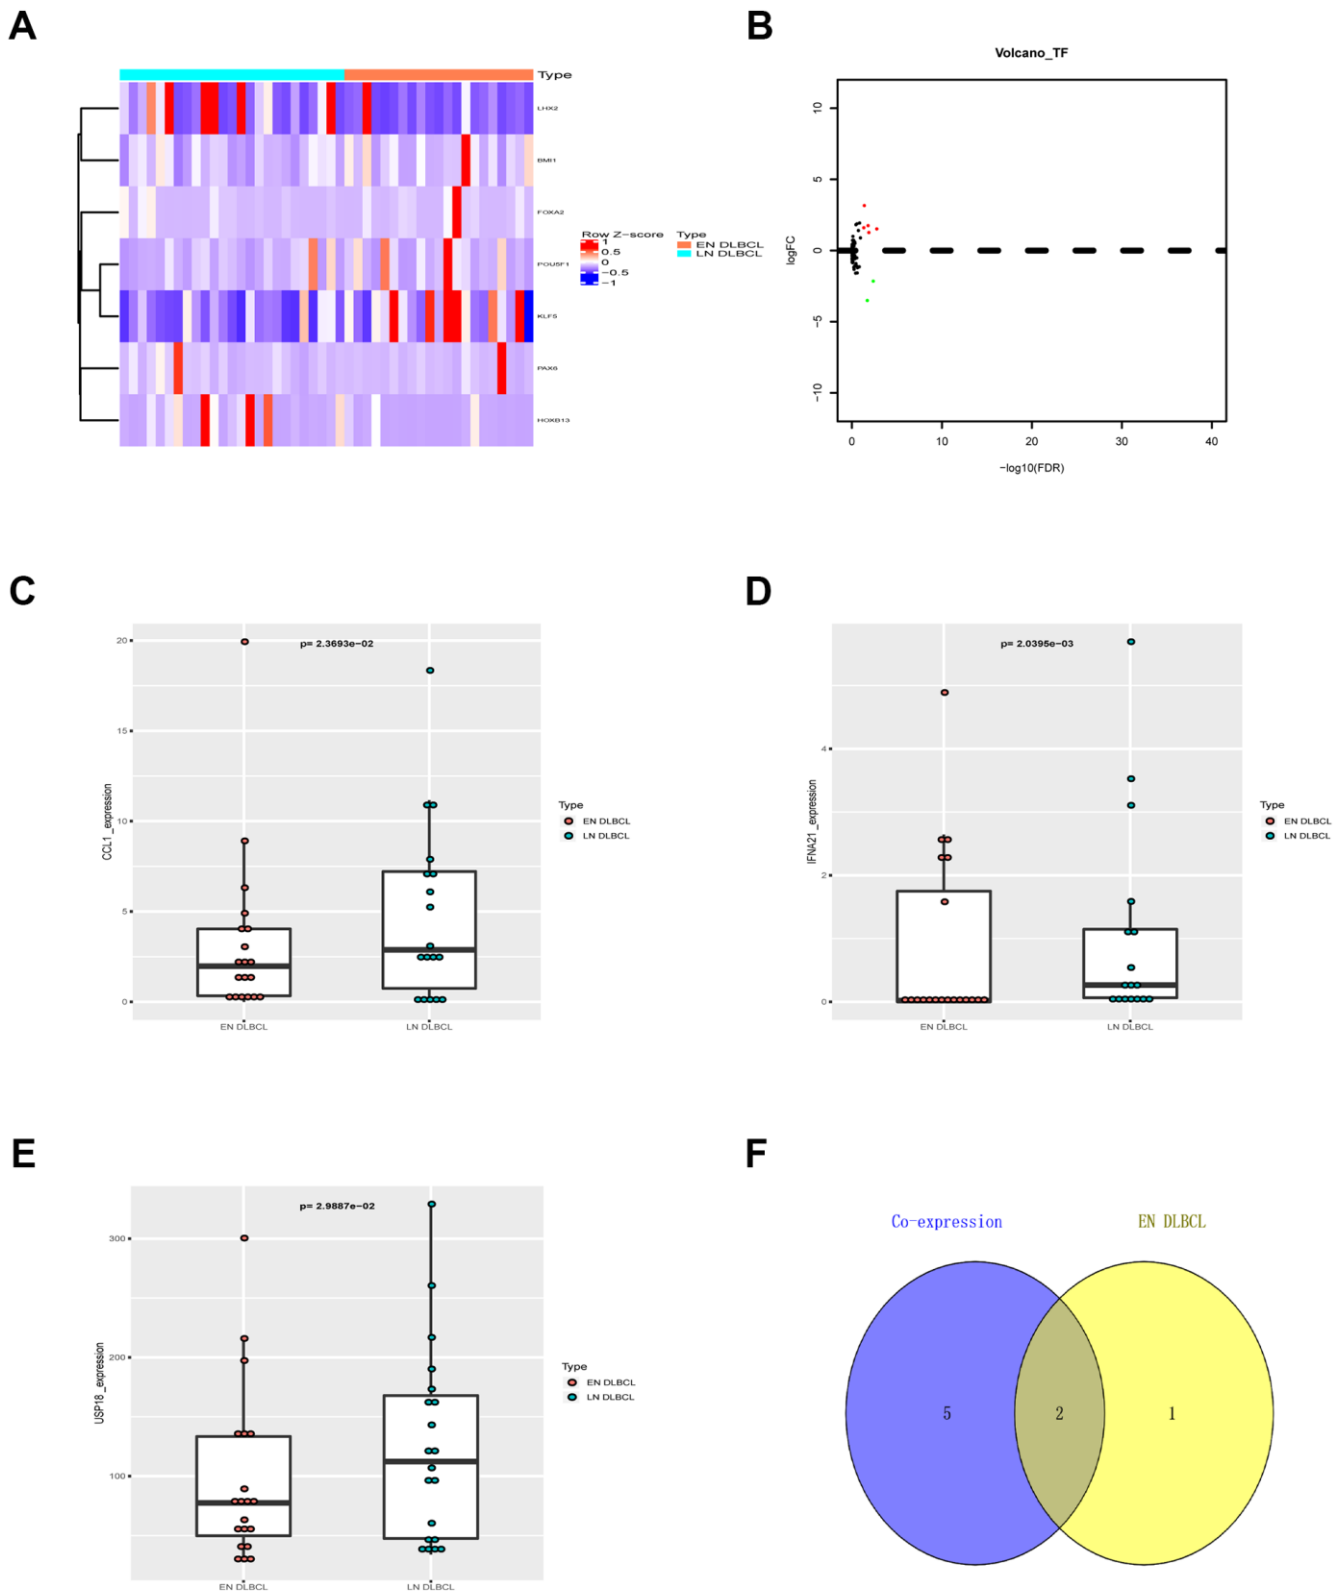 A
Type
LHX2
BMI1
FOXA2
POU5F1
KLF5
PAX6
HOXB13
Row Z-score
1
0.5
0
−0.5
−1
Type
EN DLBCL
LN DLBCL
B
Volcano_TF
10
5
0
−5
−10
logFC
0 10 20 30 40
−log10(FDR)
C
p= 2.3693e−02
20
15
10
5
0
CCL1_expression
EN DLBCL LN DLBCL
Type
EN DLBCL
LN DLBCL
D
p= 2.0395e−03
4
2
0
IFNA21_expression
EN DLBCL LN DLBCL
Type
EN DLBCL
LN DLBCL
E
p= 2.9887e−02
300
200
100
USP18_expression
EN DLBCL LN DLBCL
Type
EN DLBCL
LN DLBCL
F
Co-expression EN DLBCL
5 2 1